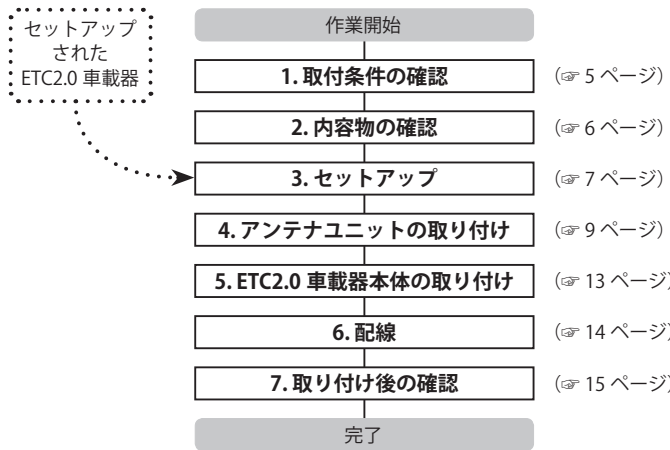 セットアップ
された
ETC2.0 車載器
作業開始
1. 取付条件の確認 (☞ 5 ページ)
2. 内容物の確認 (☞ 6 ページ)
3. セットアップ (☞ 7 ページ)
4. アンテナユニットの取り付け (☞ 9 ページ)
5. ETC2.0 車載器本体の取り付け (☞ 13 ページ)
6. 配線 (☞ 14 ページ)
7. 取り付け後の確認 (☞ 15 ページ)
完了